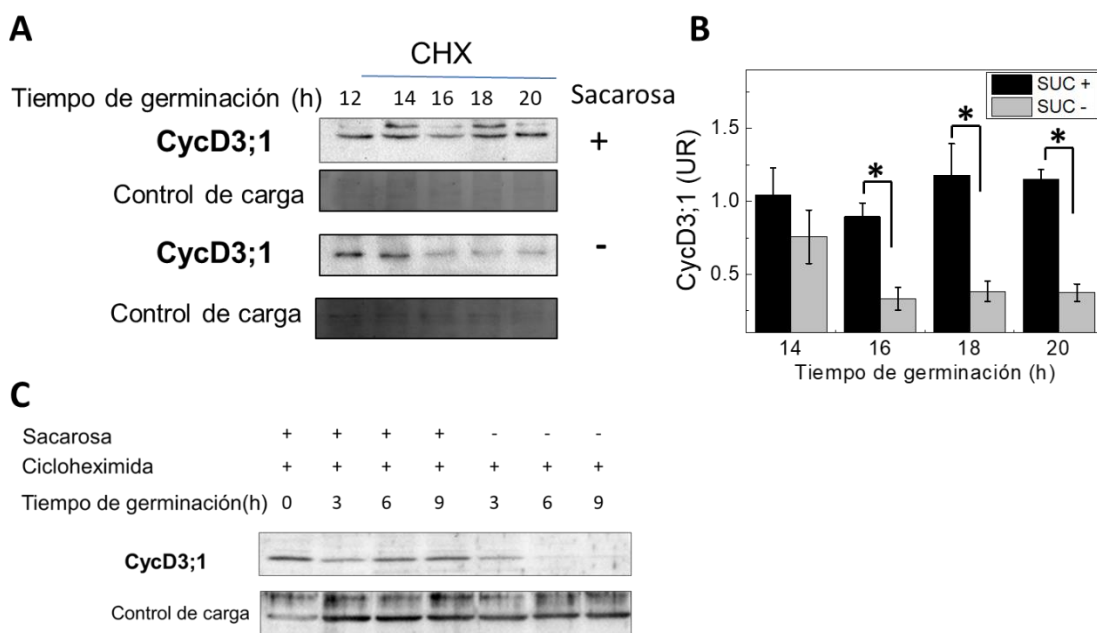 A
CHX
Tiempo de germinación (h) 12 14 16 18 20 Sacarosa
CycD3;1 +
Control de carga
CycD3;1 -
Control de carga
B
SUC +
SUC -
CycD3;1 (UR)
1.5
1.0
0.5
* * *
14 16 18 20
Tiempo de germinación (h)
C
Sacarosa + + + + - - -
Cicloheximida + + + + + + +
Tiempo de germinación(h) 0 3 6 9 3 6 9
CycD3;1
Control de carga